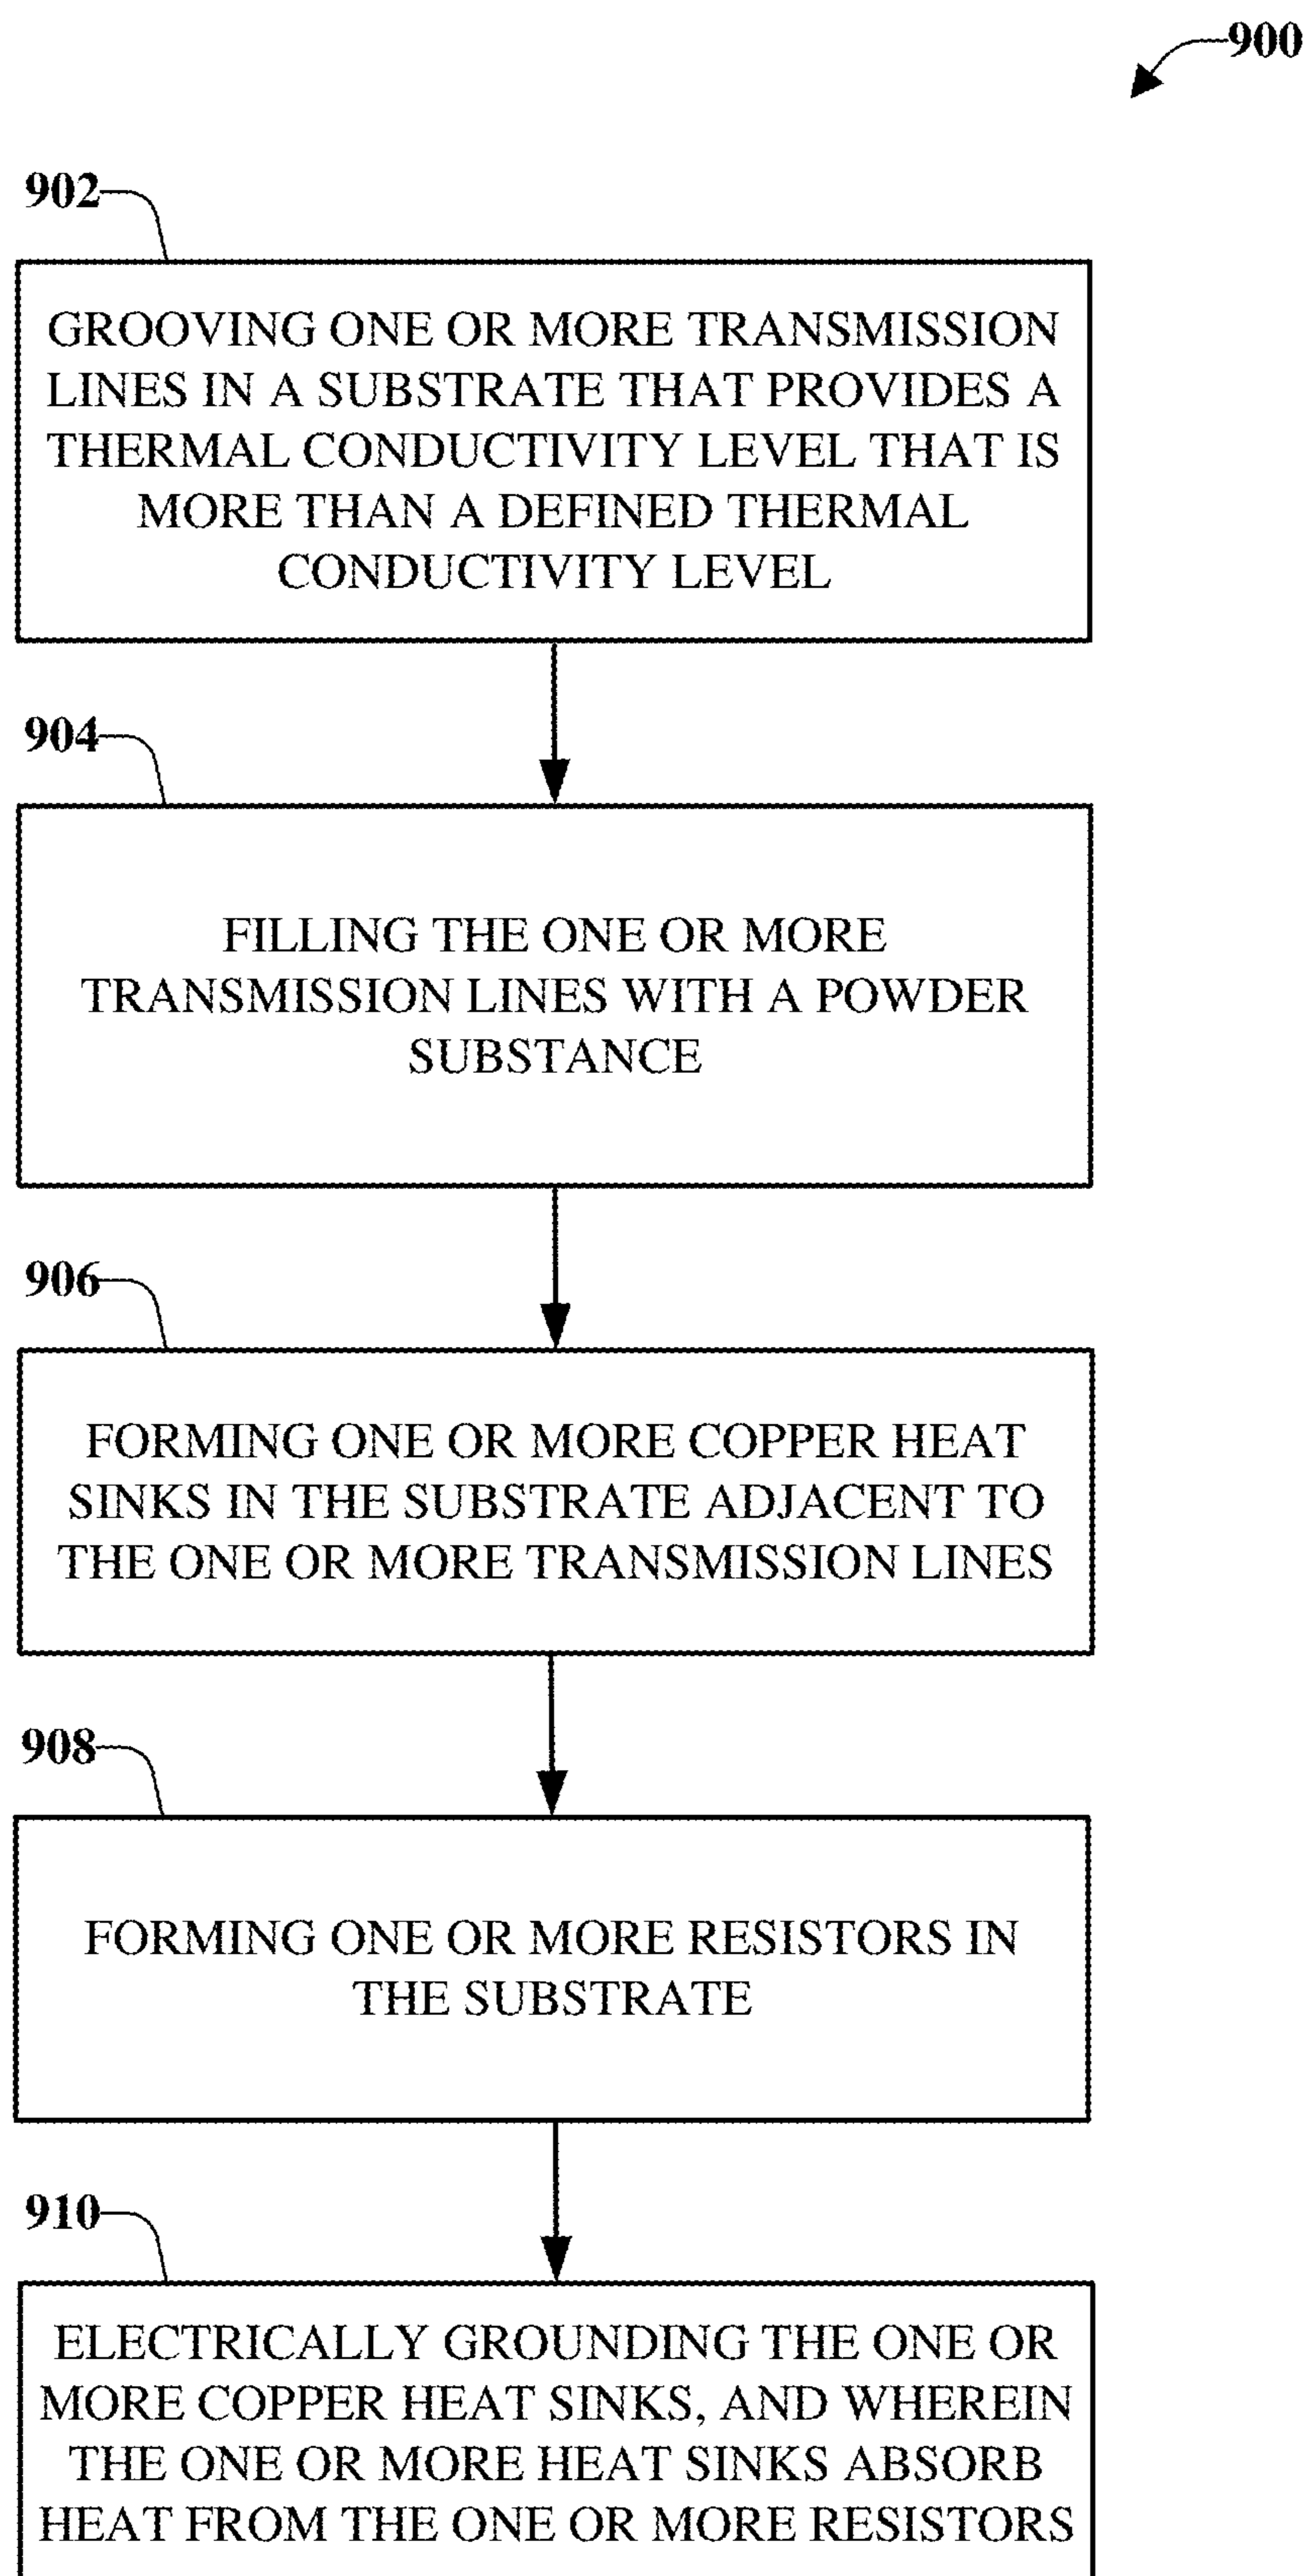 900
902
GROOVING ONE OR MORE TRANSMISSION
LINES IN A SUBSTRATE THAT PROVIDES A
THERMAL CONDUCTIVITY LEVEL THAT IS
MORE THAN A DEFINED THERMAL
CONDUCTIVITY LEVEL
904
FILLING THE ONE OR MORE
TRANSMISSION LINES WITH A POWDER
SUBSTANCE
906
FORMING ONE OR MORE COPPER HEAT
SINKS IN THE SUBSTRATE ADJACENT TO
THE ONE OR MORE TRANSMISSION LINES
908
FORMING ONE OR MORE RESISTORS IN
THE SUBSTRATE
910
ELECTRICALLY GROUNDING THE ONE OR
MORE COPPER HEAT SINKS, AND WHEREIN
THE ONE OR MORE HEAT SINKS ABSORB
HEAT FROM THE ONE OR MORE RESISTORS